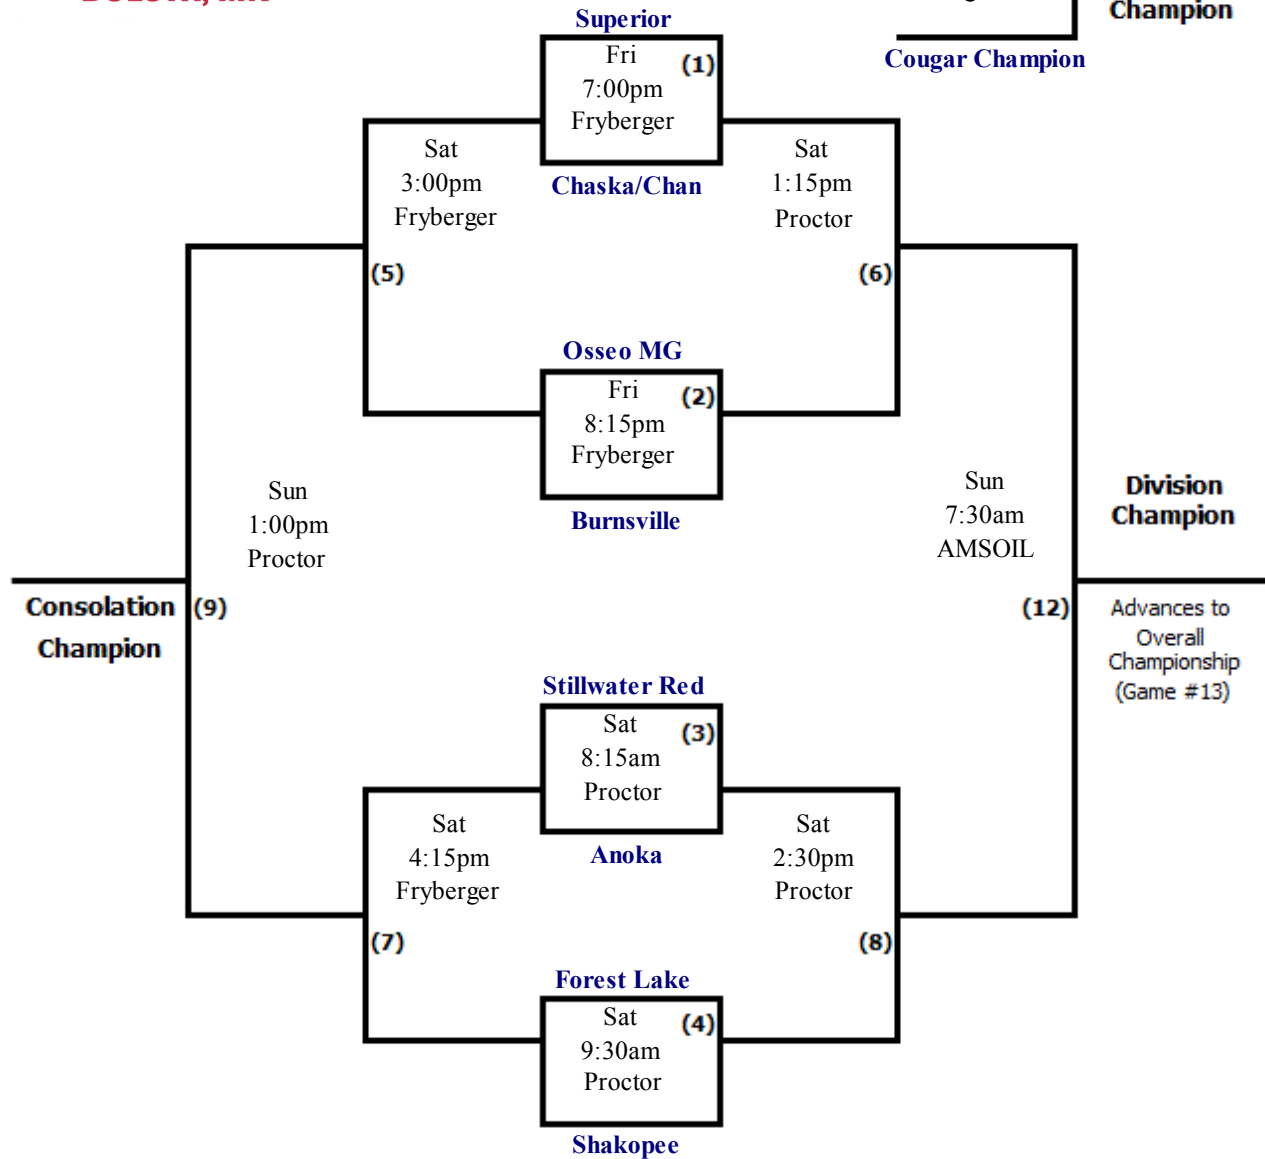 Superior
Champion
Cougar Champion
Fri
(1)
7:00pm
Fryberger
Chaska/Chan
Sat
3:00pm
Fryberger
(5)
Sat
1:15pm
Proctor
(6)
Osseo MG
Fri
(2)
8:15pm
Fryberger
Burnsville
Sun
1:00pm
Proctor
Consolation
Champion
(9)
Sun
7:30am
AMSOIL
(12)
Division
Champion
Advances to
Overall
Championship
(Game #13)
Stillwater Red
Sat
(3)
8:15am
Proctor
Anoka
Sat
4:15pm
Fryberger
(7)
Sat
2:30pm
Proctor
(8)
Forest Lake
Sat
(4)
9:30am
Proctor
Shakopee